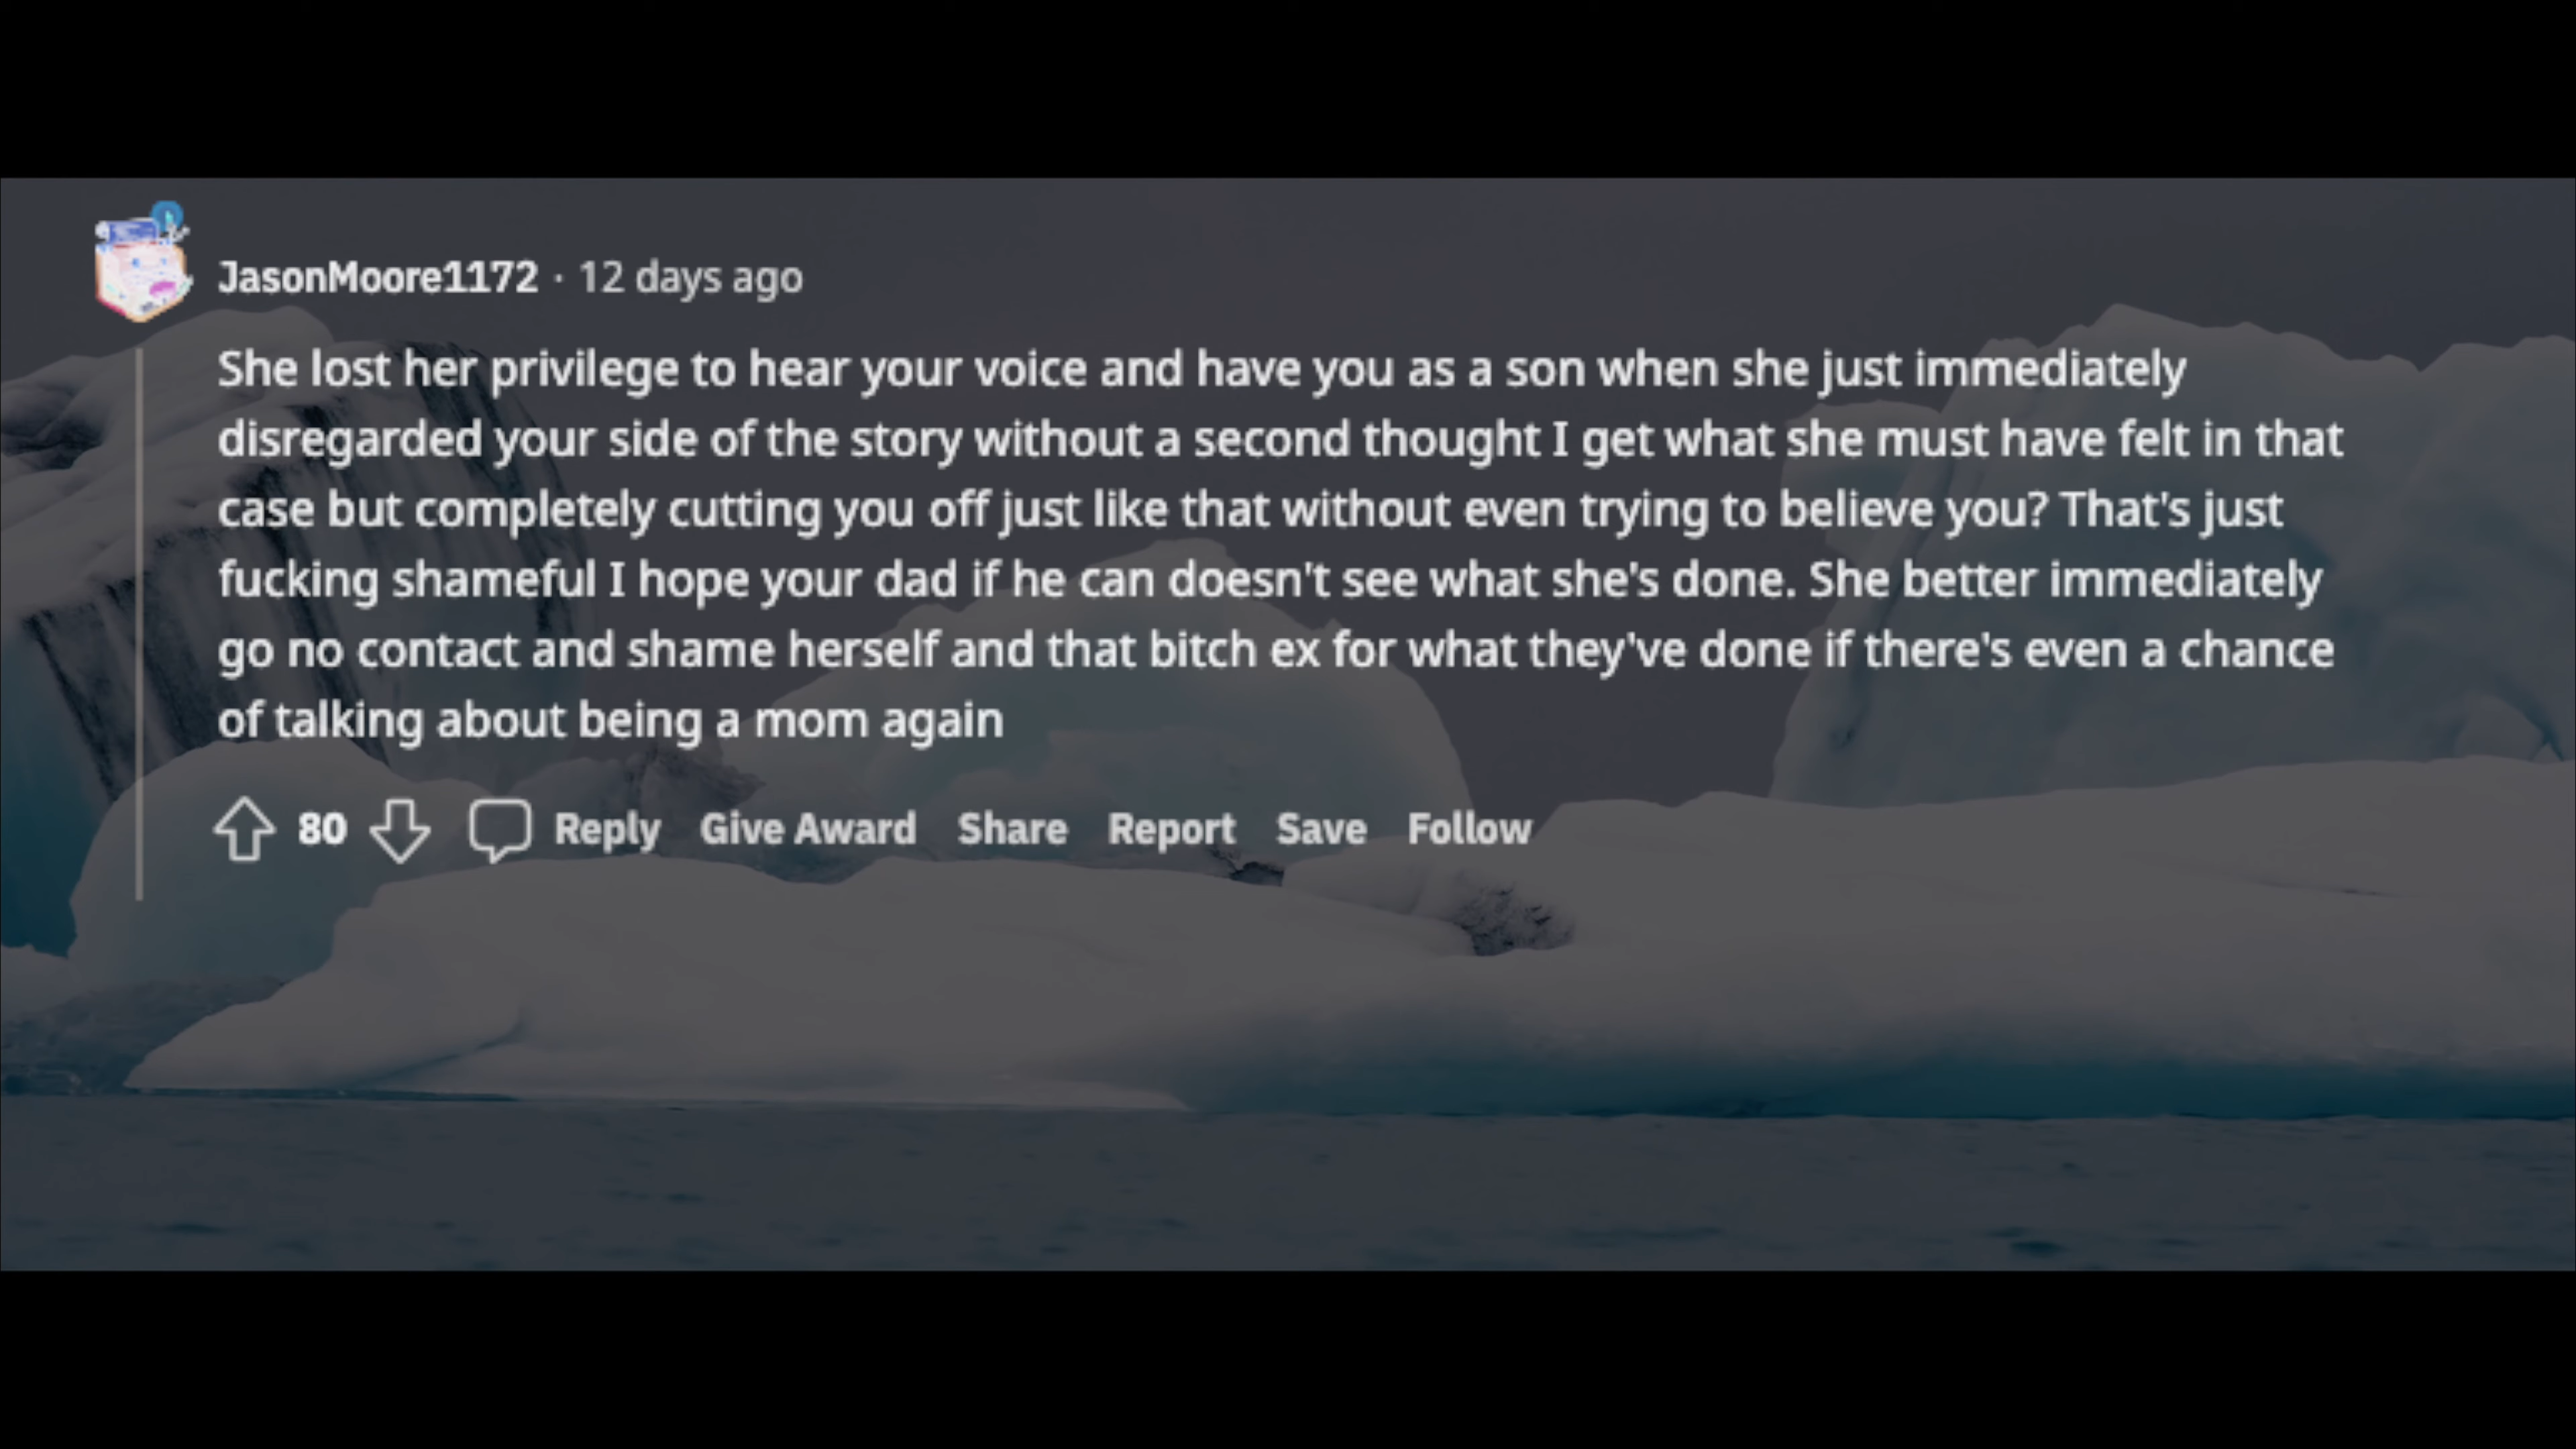 JasonMoore1172 · 12 days ago
She lost her privilege to hear your voice and have you as a son when she just immediately
disregarded your side of the story without a second thought I get what she must have felt in that
case but completely cutting you off just like that without even trying to believe you? That's just
fucking shameful I hope your dad if he can doesn't see what she's done. She better immediately
go no contact and shame herself and that bitch ex for what they've done if there's even a chance
of talking about being a mom again
80 Reply Give Award Share Report Save Follow